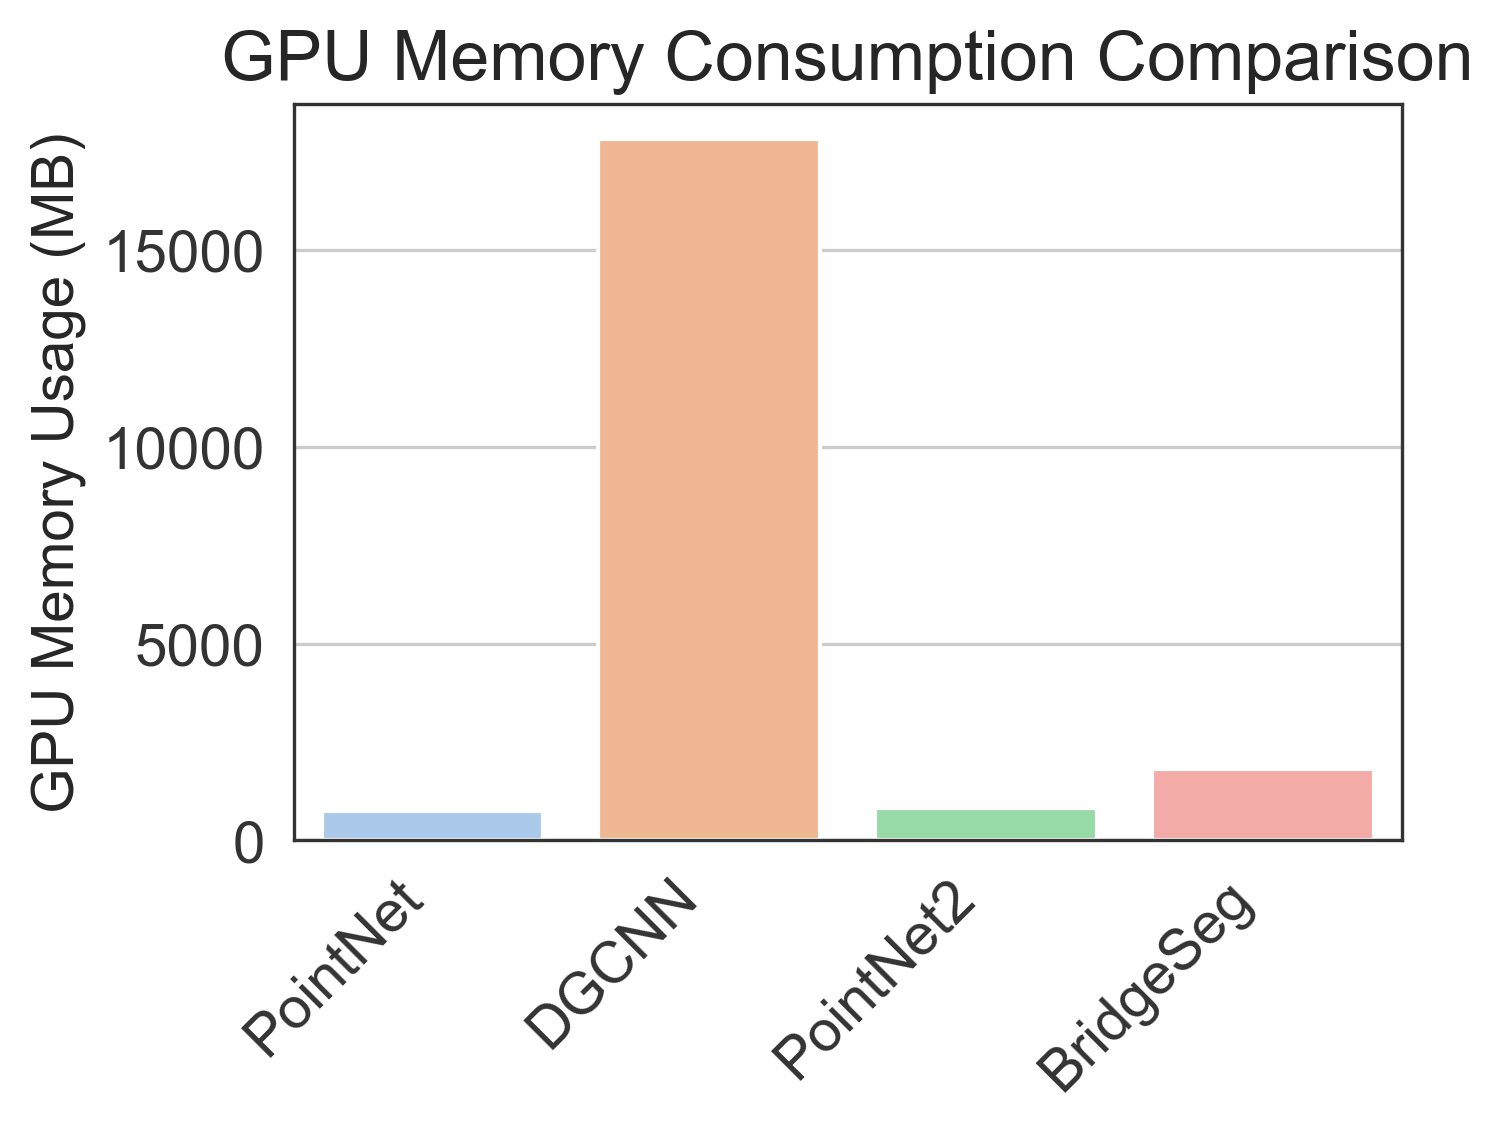 GPU Memory Consumption Comparison
GPU Memory Usage (MB)
15000
10000
5000
0
PointNet
DGCNN
PointNet2
BridgeSeg